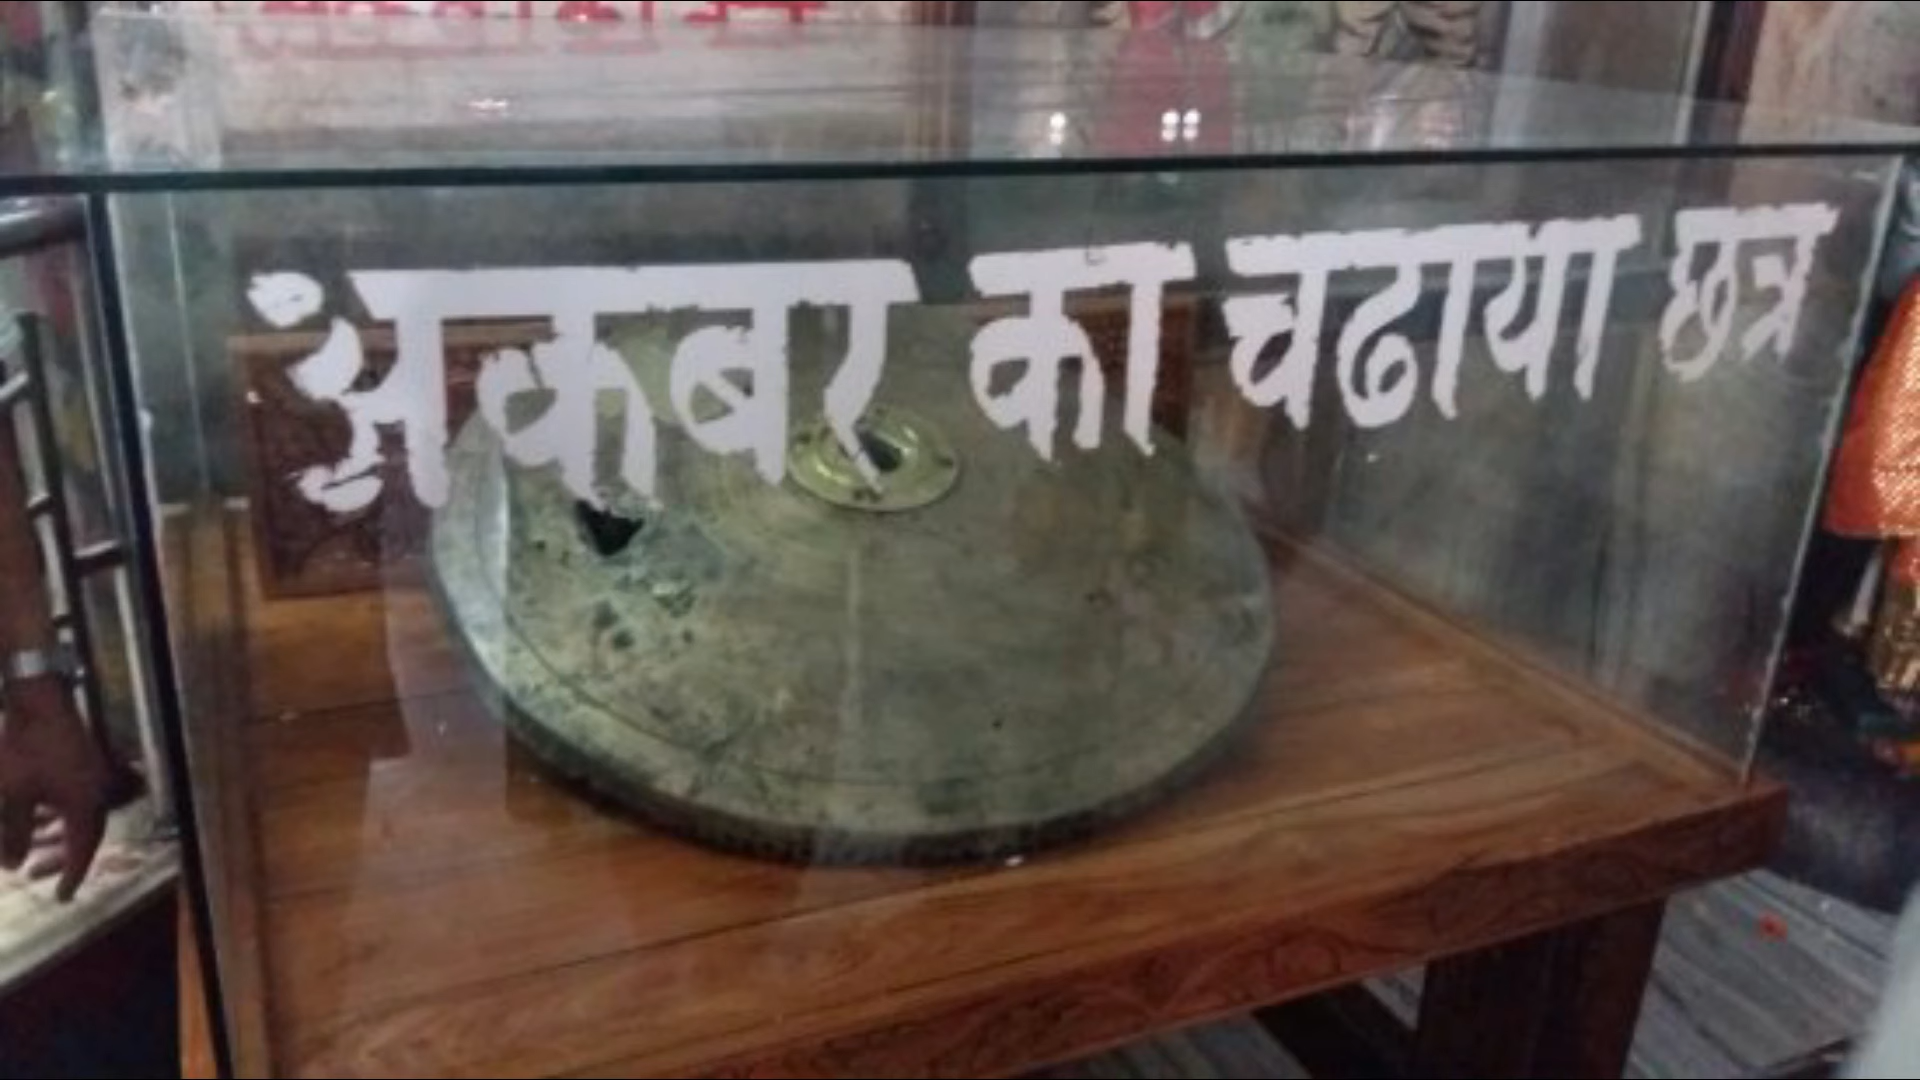 अकबर का चढाया छत्र